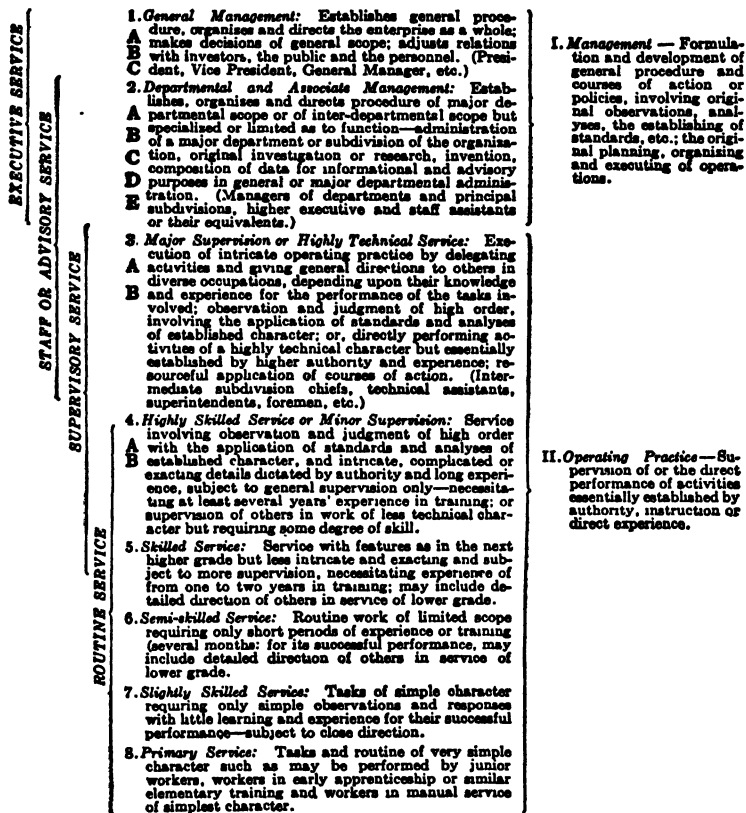 EXECUTIVE SERVICE
STAFF OR ADVISORY SERVICE
SUPERVISORY SERVICE
ROUTINE SERVICE
1. General Management: Establishes general proce-
A dure, organises and directs the enterprise as a whole;
B makes decisions of general scope; adjusts relations
with investors, the public and the personnel. (Presi-
C dent, Vice President, General Manager, etc.)
2. Departmental and Associate Management: Estab-
lishes, organises and directs procedure of major de-
A partmental scope or of inter-departmental scope but
B specialized or limited as to function—administration
of a major department or subdivision of the organiza-
C tion, original investigation or research, invention,
composition of data for informational and advisory
D purposes in general or major departmental adminis-
E tration. (Managers of departments and principal
subdivisions, higher executive and staff assistants
or their equivalents.)
3. Major Supervision or Highly Technical Service: Exe-
cution of intricate operating practice by delegating
A activities and giving general directions to others in
diverse occupations, depending upon their knowledge
B and experience for the performance of the tasks in-
volved; observation and judgment of high order,
involving the application of standards and analyses
of established character; or, directly performing ac-
tivities of a highly technical character but essentially
established by higher authority and experience; re-
sourceful application of courses of action. (Inter-
mediate subdivision chiefs, technical assistants,
superintendents, foremen, etc.)
4. Highly Skilled Service or Minor Supervision: Service
involving observation and judgment of high order
A with the application of standards and analyses of
B established character, and intricate, complicated or
exacting details dictated by authority and long experi-
ence, subject to general supervision only—necessita-
ting at least several years' experience in training; or
supervision of others in work of less technical char-
acter but requiring some degree of skill.
5. Skilled Service: Service with features as in the next
higher grade but less intricate and exacting and sub-
ject to more supervision, necessitating experience of
from one to two years in training; may include de-
tailed direction of others in service of lower grade.
6. Semi-skilled Service: Routine work of limited scope
requiring only short periods of experience or training
(several months: for its successful performance, may
include detailed direction of others in service of
lower grade.
7. Slightly Skilled Service: Tasks of simple character
requring only simple observations and responses
with little learning and experience for their successful
performance—subject to close direction.
8. Primary Service: Tasks and routine of very simple
character such as may be performed by junior
workers, workers in early apprenticeship or similar
elementary training and workers in manual service
of simplest character.
I. Management — Formula-
tion and development of
general procedure and
courses of action or
policies, involving origi-
nal observations, anal-
yses, the establishing of
standards, etc.; the origi-
nal planning, organizing
and executing of opera-
tions.
II. Operating Practice—Su-
pervision of or the direct
performance of activities
essentially established by
authority, instruction or
direct experience.